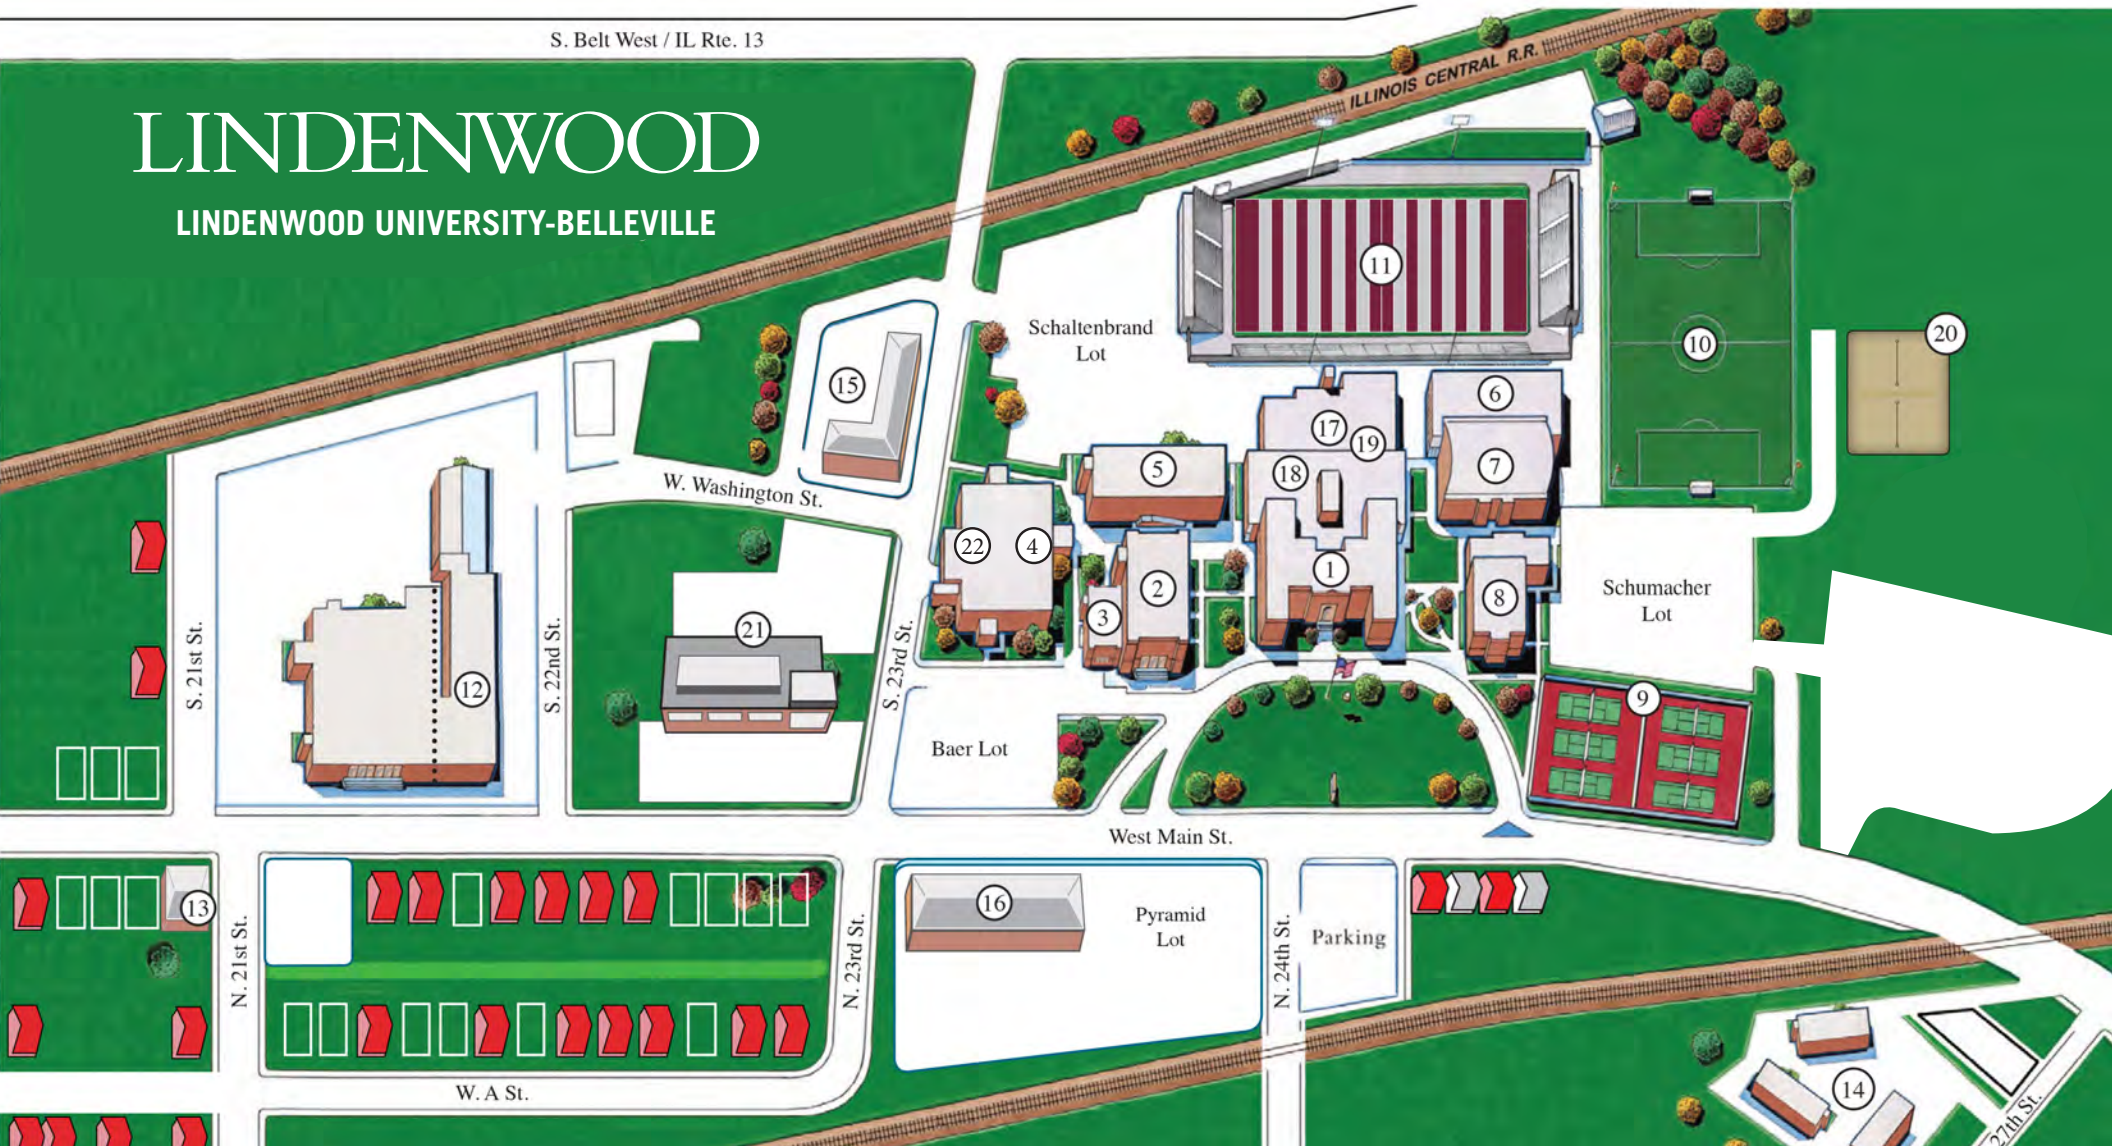 S. Belt West / IL Rte. 13
ILLINOIS CENTRAL R.R.
LINDENWOOD
LINDENWOOD UNIVERSITY-BELLEVILLE
11
Schaltenbrand
Lot
10
20
15
6
17
19
5
18
7
W. Washington St.
22
4
1
2
8
3
Schumacher
Lot
21
S. 21st St.
S. 22nd St.
S. 23rd St.
12
9
Baer Lot
West Main St.
13
16
Pyramid
Lot
Parking
N. 21st St.
N. 23rd St.
N. 24th St.
W. A St.
14
27th St.